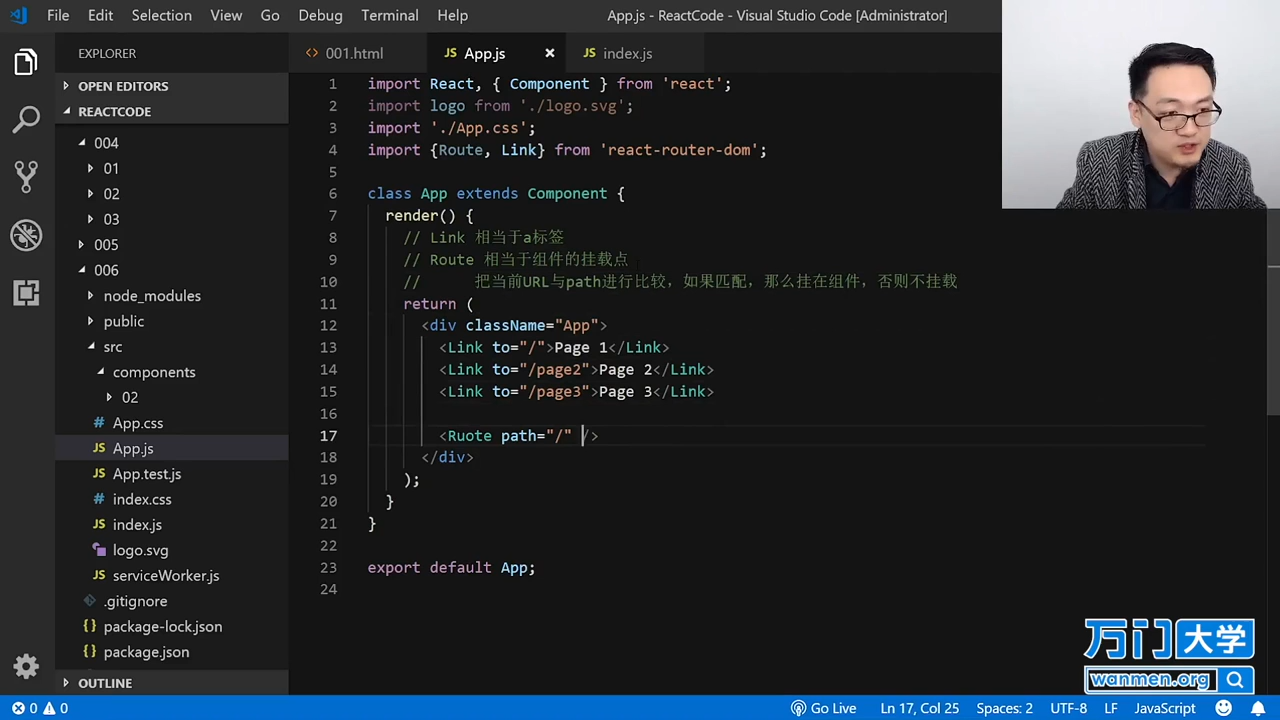 File Edit Selection View Go Debug Terminal Help
App.js - ReactCode - Visual Studio Code [Administrator]
EXPLORER
OPEN EDITORS
REACTCODE
004
01
02
03
005
006
node_modules
public
src
components
02
App.css
App.js
App.test.js
index.css
index.js
logo.svg
serviceWorker.js
.gitignore
package-lock.json
package.json
OUTLINE
001.html
JS App.js
JS index.js
1 import React, { Component } from 'react';
2 import logo from './logo.svg';
3 import './App.css';
4 import {Route, Link} from 'react-router-dom';
5
6 class App extends Component {
7 render() {
8 // Link 相当于a标签
9 // Route 相当于组件的挂载点
10 // 把当前URL与path进行比较，如果匹配，那么挂在组件，否则不挂载
11 return (
12 <div className="App">
13 <Link to="/">Page 1</Link>
14 <Link to="/page2">Page 2</Link>
15 <Link to="/page3">Page 3</Link>
16
17 <Ruote path="/" />
18 </div>
19 );
20 }
21 }
22
23 export default App;
24
万门大学
wanmen.org
0 0 Go Live Ln 17, Col 25 Spaces: 2 UTF-8 LF JavaScript